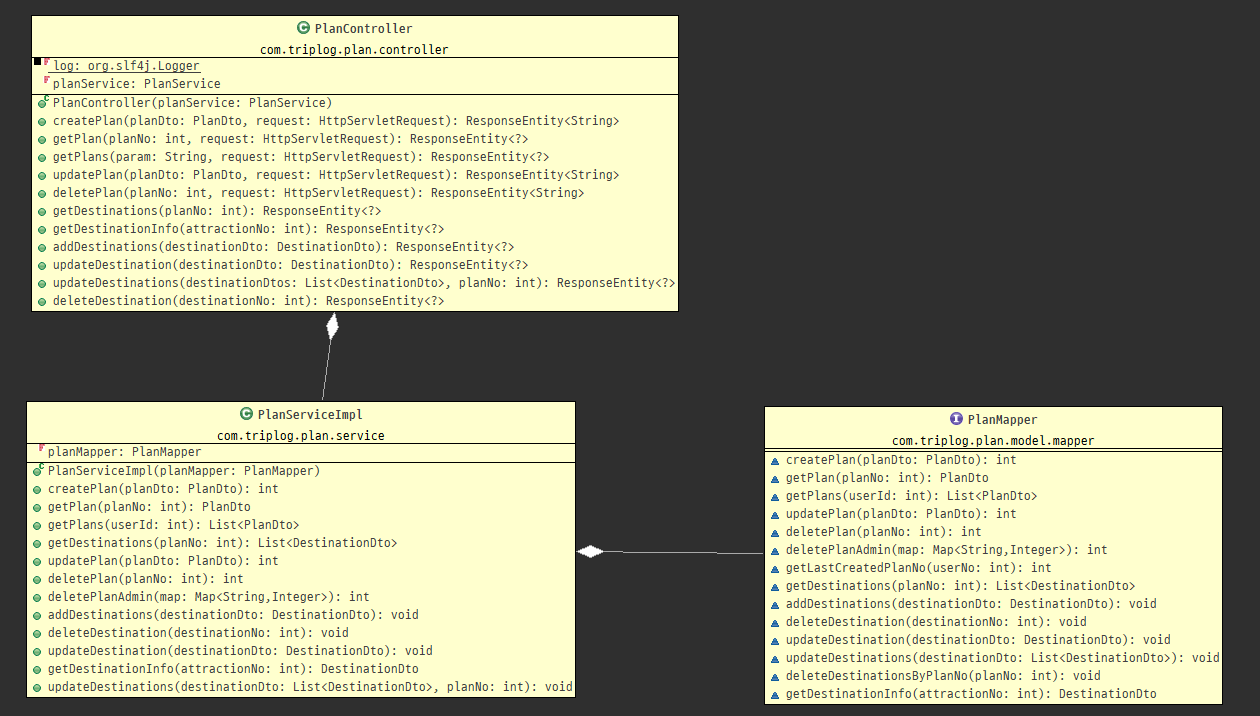 PlanController
com.triplog.plan.controller
log: org.slf4j.Logger
planService: PlanService
PlanController(planService: PlanService)
createPlan(planDto: PlanDto, request: HttpServletRequest): ResponseEntity<String>
getPlan(planNo: int, request: HttpServletRequest): ResponseEntity<?>
getPlans(param: String, request: HttpServletRequest): ResponseEntity<?>
updatePlan(planDto: PlanDto, request: HttpServletRequest): ResponseEntity<String>
deletePlan(planNo: int, request: HttpServletRequest): ResponseEntity<String>
getDestinations(planNo: int): ResponseEntity<?>
getDestinationInfo(attractionNo: int): ResponseEntity<?>
addDestinations(destinationDto: DestinationDto): ResponseEntity<?>
updateDestination(destinationDto: DestinationDto): ResponseEntity<?>
updateDestinations(destinationDtos: List<DestinationDto>, planNo: int): ResponseEntity<?>
deleteDestination(destinationNo: int): ResponseEntity<?>
PlanServiceImpl
com.triplog.plan.service
planMapper: PlanMapper
PlanServiceImpl(planMapper: PlanMapper)
createPlan(planDto: PlanDto): int
getPlan(planNo: int): PlanDto
getPlans(userId: int): List<PlanDto>
getDestinations(planNo: int): List<DestinationDto>
updatePlan(planDto: PlanDto): int
deletePlan(planNo: int): int
deletePlanAdmin(map: Map<String,Integer>): int
addDestinations(destinationDto: DestinationDto): void
deleteDestination(destinationNo: int): void
updateDestination(destinationDto: DestinationDto): void
getDestinationInfo(attractionNo: int): DestinationDto
updateDestinations(destinationDto: List<DestinationDto>, planNo: int): void
PlanMapper
com.triplog.plan.model.mapper
createPlan(planDto: PlanDto): int
getPlan(planNo: int): PlanDto
getPlans(userId: int): List<PlanDto>
updatePlan(planDto: PlanDto): int
deletePlan(planNo: int): int
deletePlanAdmin(map: Map<String,Integer>): int
getLastCreatedPlanNo(userNo: int): int
getDestinations(planNo: int): List<DestinationDto>
addDestinations(destinationDto: DestinationDto): void
deleteDestination(destinationNo: int): void
updateDestination(destinationDto: DestinationDto): void
updateDestinations(destinationDto: List<DestinationDto>): void
deleteDestinationsByPlanNo(planNo: int): void
getDestinationInfo(attractionNo: int): DestinationDto